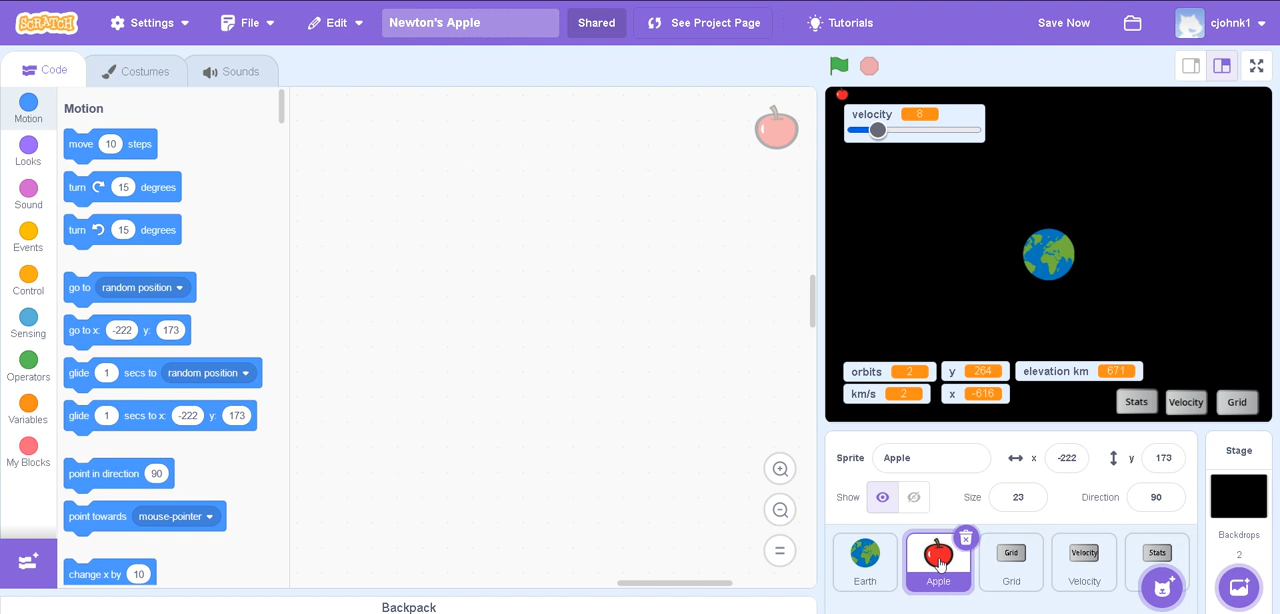 SCRATCH Settings File Edit Newton's Apple Shared See Project Page Tutorials Save Now cjohnk1
Code Costumes Sounds
Motion
Looks
Sound
Events
Control
Sensing
Operators
Variables
My Blocks
Motion
move 10 steps
turn 15 degrees
turn 15 degrees
go to random position
go to x: -222 y: 173
glide 1 secs to random position
glide 1 secs to x: -222 y: 173
point in direction 90
point towards mouse-pointer
change x by 10
Backpack
velocity 8
orbits 2 y 264 elevation km 671
km/s 2 x -616
Stats Velocity Grid
Sprite Apple x -222 y 173
Show Size 23 Direction 90
Grid Velocity Stats
Earth Apple Grid Velocity
Stage
Backdrops
2